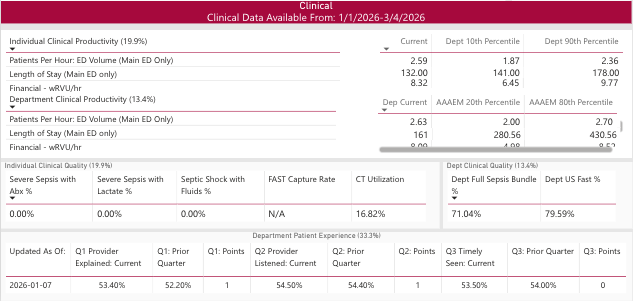 Clinical
Clinical Data Available From: 1/1/2026-3/4/2026
Individual Clinical Productivity (19.9%) Current Dept 10th Percentile Dept 90th Percentile
Patients Per Hour: ED Volume (Main ED Only) 2.59 1.87 2.36
Length of Stay (Main ED only) 132.00 141.00 178.00
Financial - wRVU/hr 8.32 6.45 9.77
Department Clinical Productivity (13.4%) Dep Current AAAEM 20th Percentile AAAEM 80th Percentile
Patients Per Hour: ED Volume (Main ED Only) 2.63 2.00 2.70
Length of Stay (Main ED only) 161 280.56 430.56
Financial - wRVU/hr
Individual Clinical Quality (19.9%) Dept Clinical Quality (13.4%)
Severe Sepsis with Severe Sepsis with Septic Shock with FAST Capture Rate CT Utilization Dept Full Sepsis Bundle Dept US Fast %
Abx % Lactate % Fluids % %
0.00% 0.00% 0.00% N/A 16.82% 71.04% 79.59%
Department Patient Experience (33.3%)
Updated As Of: Q1 Provider Q1: Prior Q1: Points Q2 Provider Q2: Prior Q2: Points Q3 Timely Q3: Prior Quarter Q3: Points
Explained: Current Quarter Listened: Current Quarter Seen: Current
2026-01-07 53.40% 52.20% 1 54.50% 54.40% 1 53.50% 54.00% 0